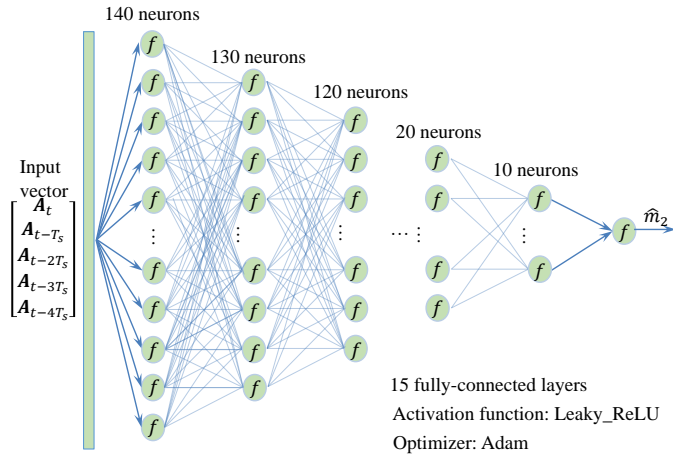 140 neurons
130 neurons
120 neurons
20 neurons
10 neurons
Input
vector
A_t
A_{t-T_s}
A_{t-2T_s}
A_{t-3T_s}
A_{t-4T_s}
f f f f f f f f f f
f f f f f f f f
f f f f f f
f f f f
f f
f
m̂_2
15 fully-connected layers
Activation function: Leaky_ReLU
Optimizer: Adam